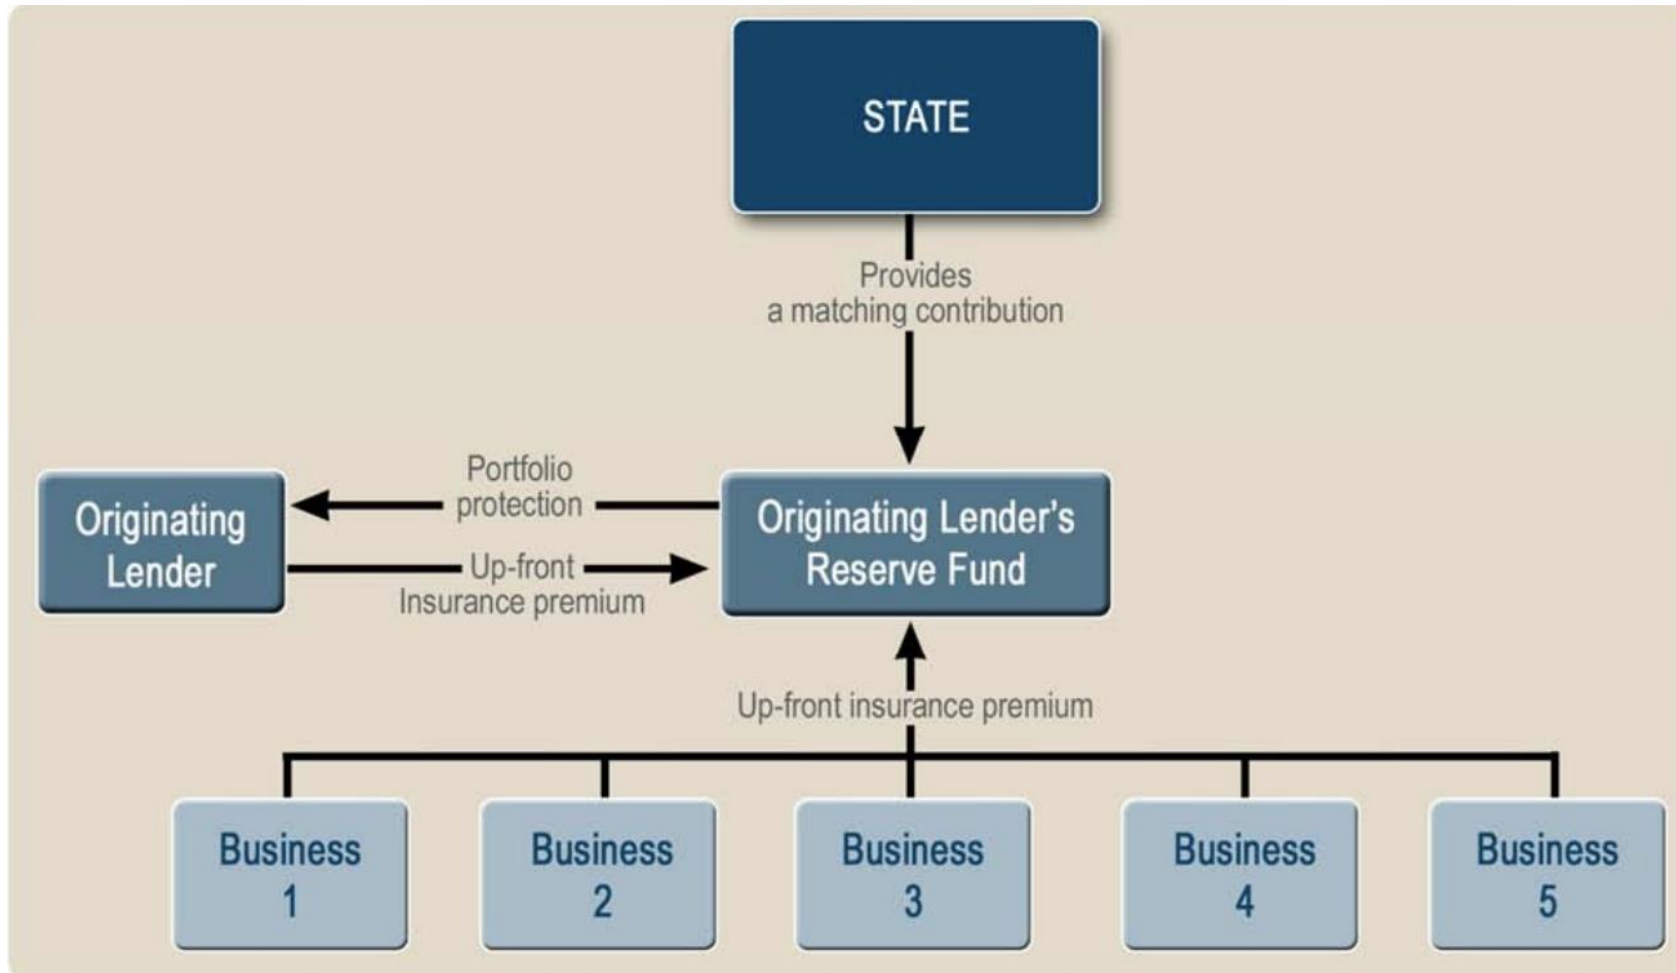 STATE
Provides
a matching contribution
Portfolio
protection
Originating
Lender
Originating Lender's
Reserve Fund
Up-front
Insurance premium
Up-front insurance premium
Business
1
Business
2
Business
3
Business
4
Business
5